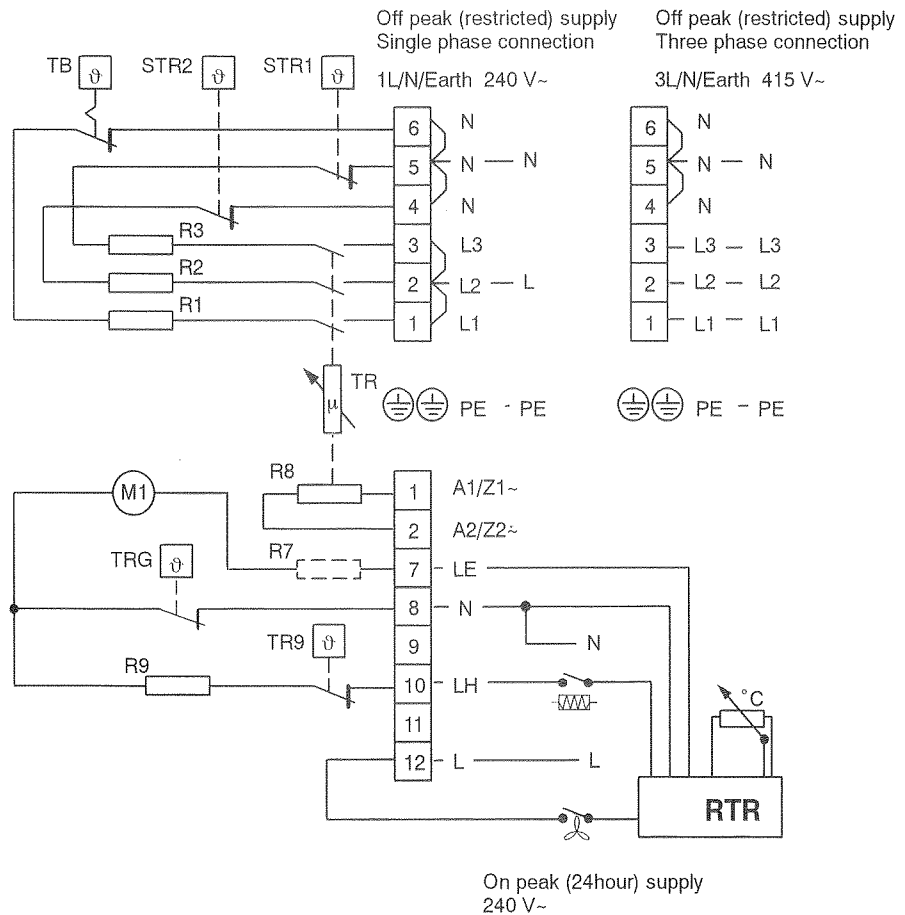 Off peak (restricted) supply
Single phase connection
1L/N/Earth 240 V~
Off peak (restricted) supply
Three phase connection
3L/N/Earth 415 V~
TB ϑ STR2 ϑ STR1 ϑ
6 N
5 N N
4 N
R3 3 L3
R2 2 L2 L
R1 1 L1
6 N
5 N N
4 N
3 L3 L3
2 L2 L2
1 L1 L1
TR
μ
PE - PE
PE - PE
R8 1 A1/Z1~
M1
2 A2/Z2~
R7 7 LE
TRG ϑ
8 N
9 N
TR9 ϑ
R9 10 LH
°C
11
12 L L
RTR
On peak (24hour) supply
240 V~